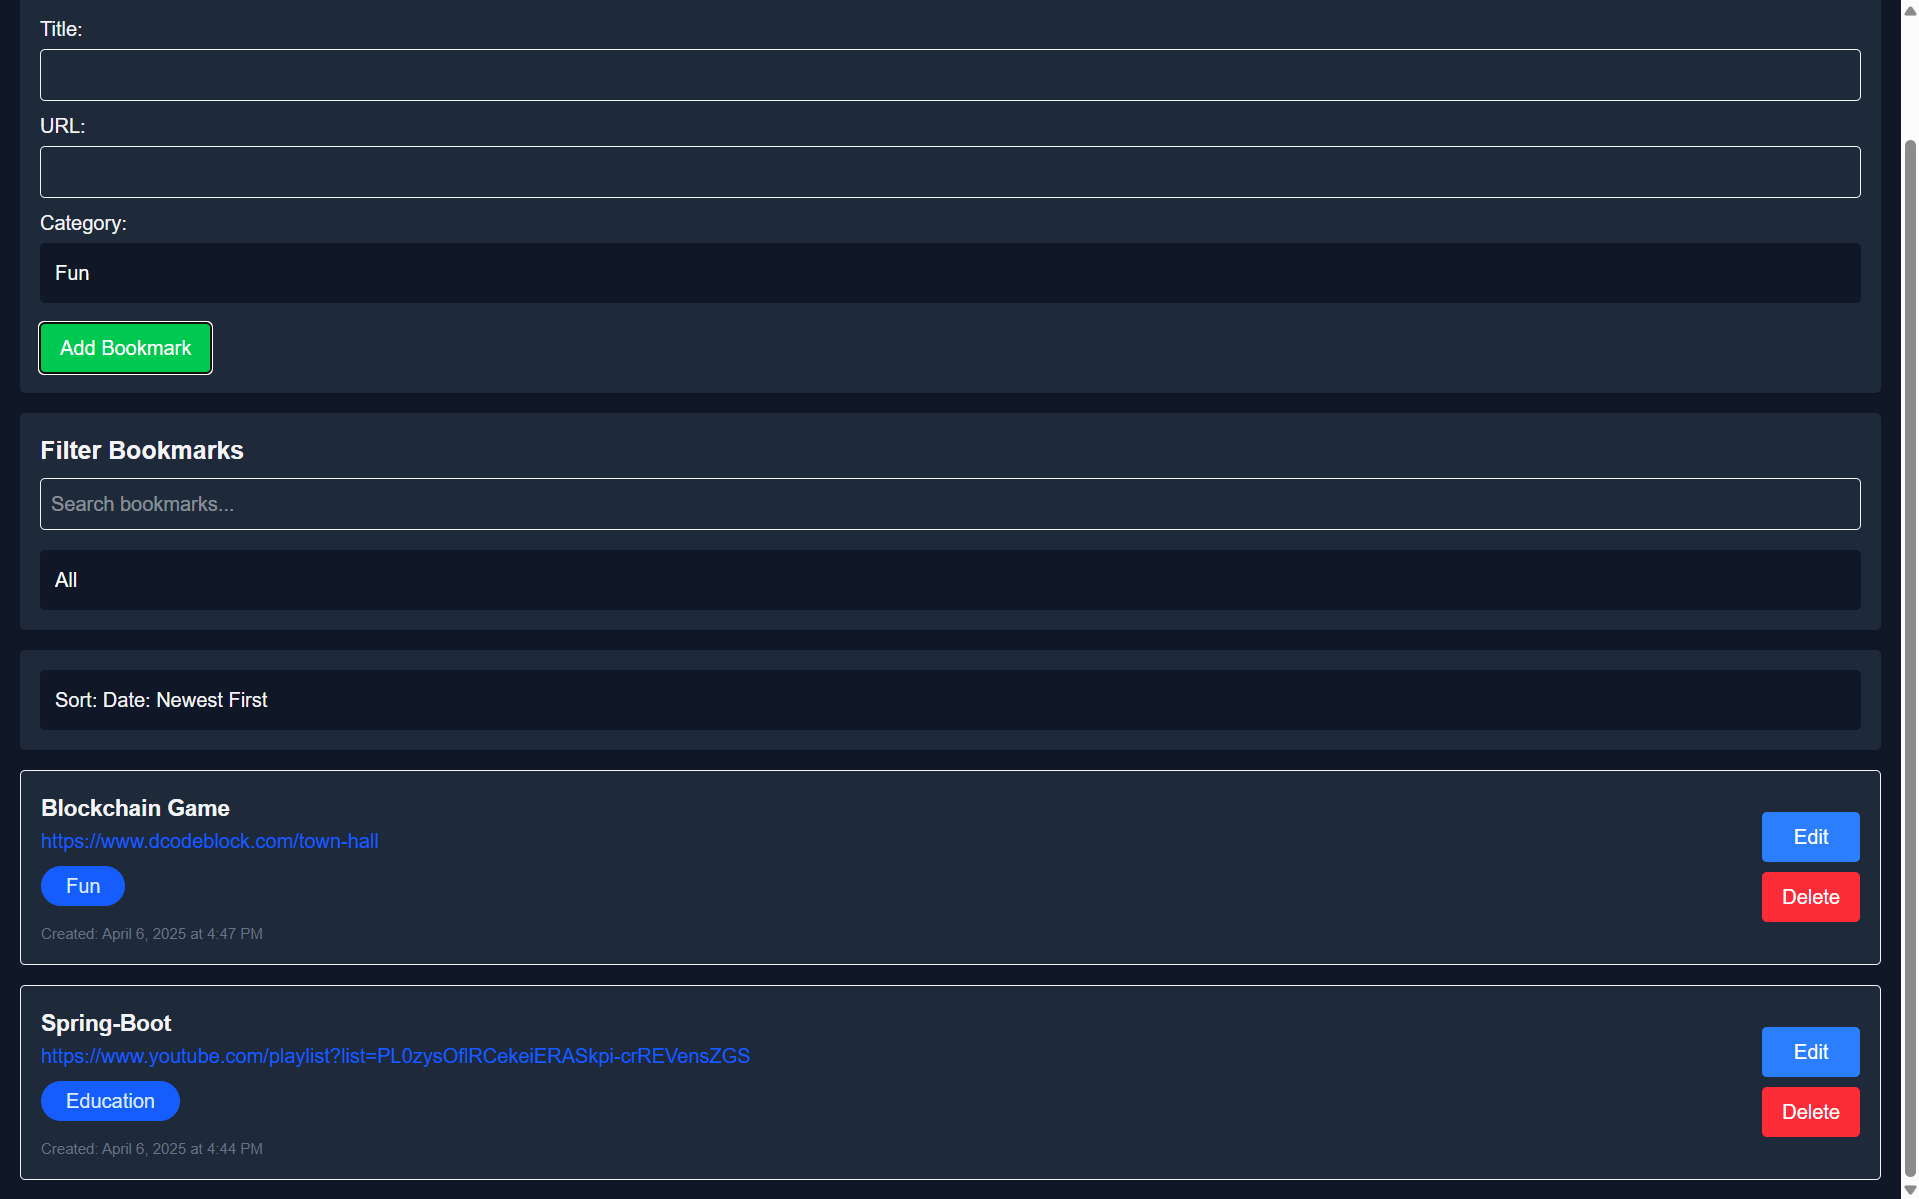 Title:
URL:
Category:
Fun
Add Bookmark
Filter Bookmarks
Search bookmarks...
All
Sort: Date: Newest First
Blockchain Game
https://www.dcodeblock.com/town-hall
Fun
Created: April 6, 2025 at 4:47 PM
Edit
Delete
Spring-Boot
https://www.youtube.com/playlist?list=PL0zysOflRCekeiERASkpi-crREVensZGS
Education
Created: April 6, 2025 at 4:44 PM
Edit
Delete